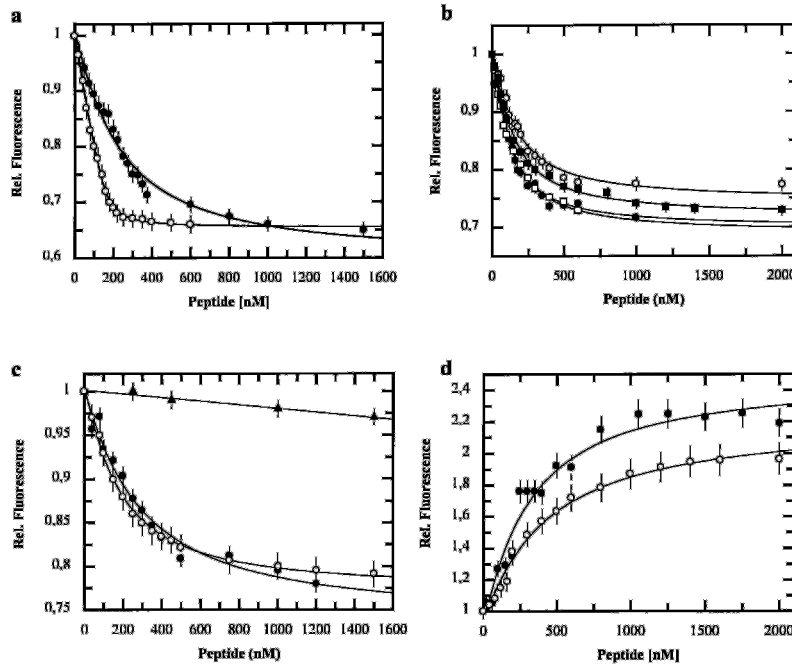 a
Rel. Fluorescence
1
0,9
0,8
0,7
0,6
0 200 400 600 800 1000 1200 1400 1600
Peptide [nM]
b
Rel. Fluorescence
1
0,9
0,8
0,7
0 500 1000 1500 2000
Peptide (nM)
c
Rel. Fluorescence
1
0,95
0,9
0,85
0,8
0,75
0 200 400 600 800 1000 1200 1400 1600
Peptide (nM)
d
Rel. Fluorescence
2,4
2,2
2
1,8
1,6
1,4
1,2
1
0 500 1000 1500 2000
Peptide [nM]